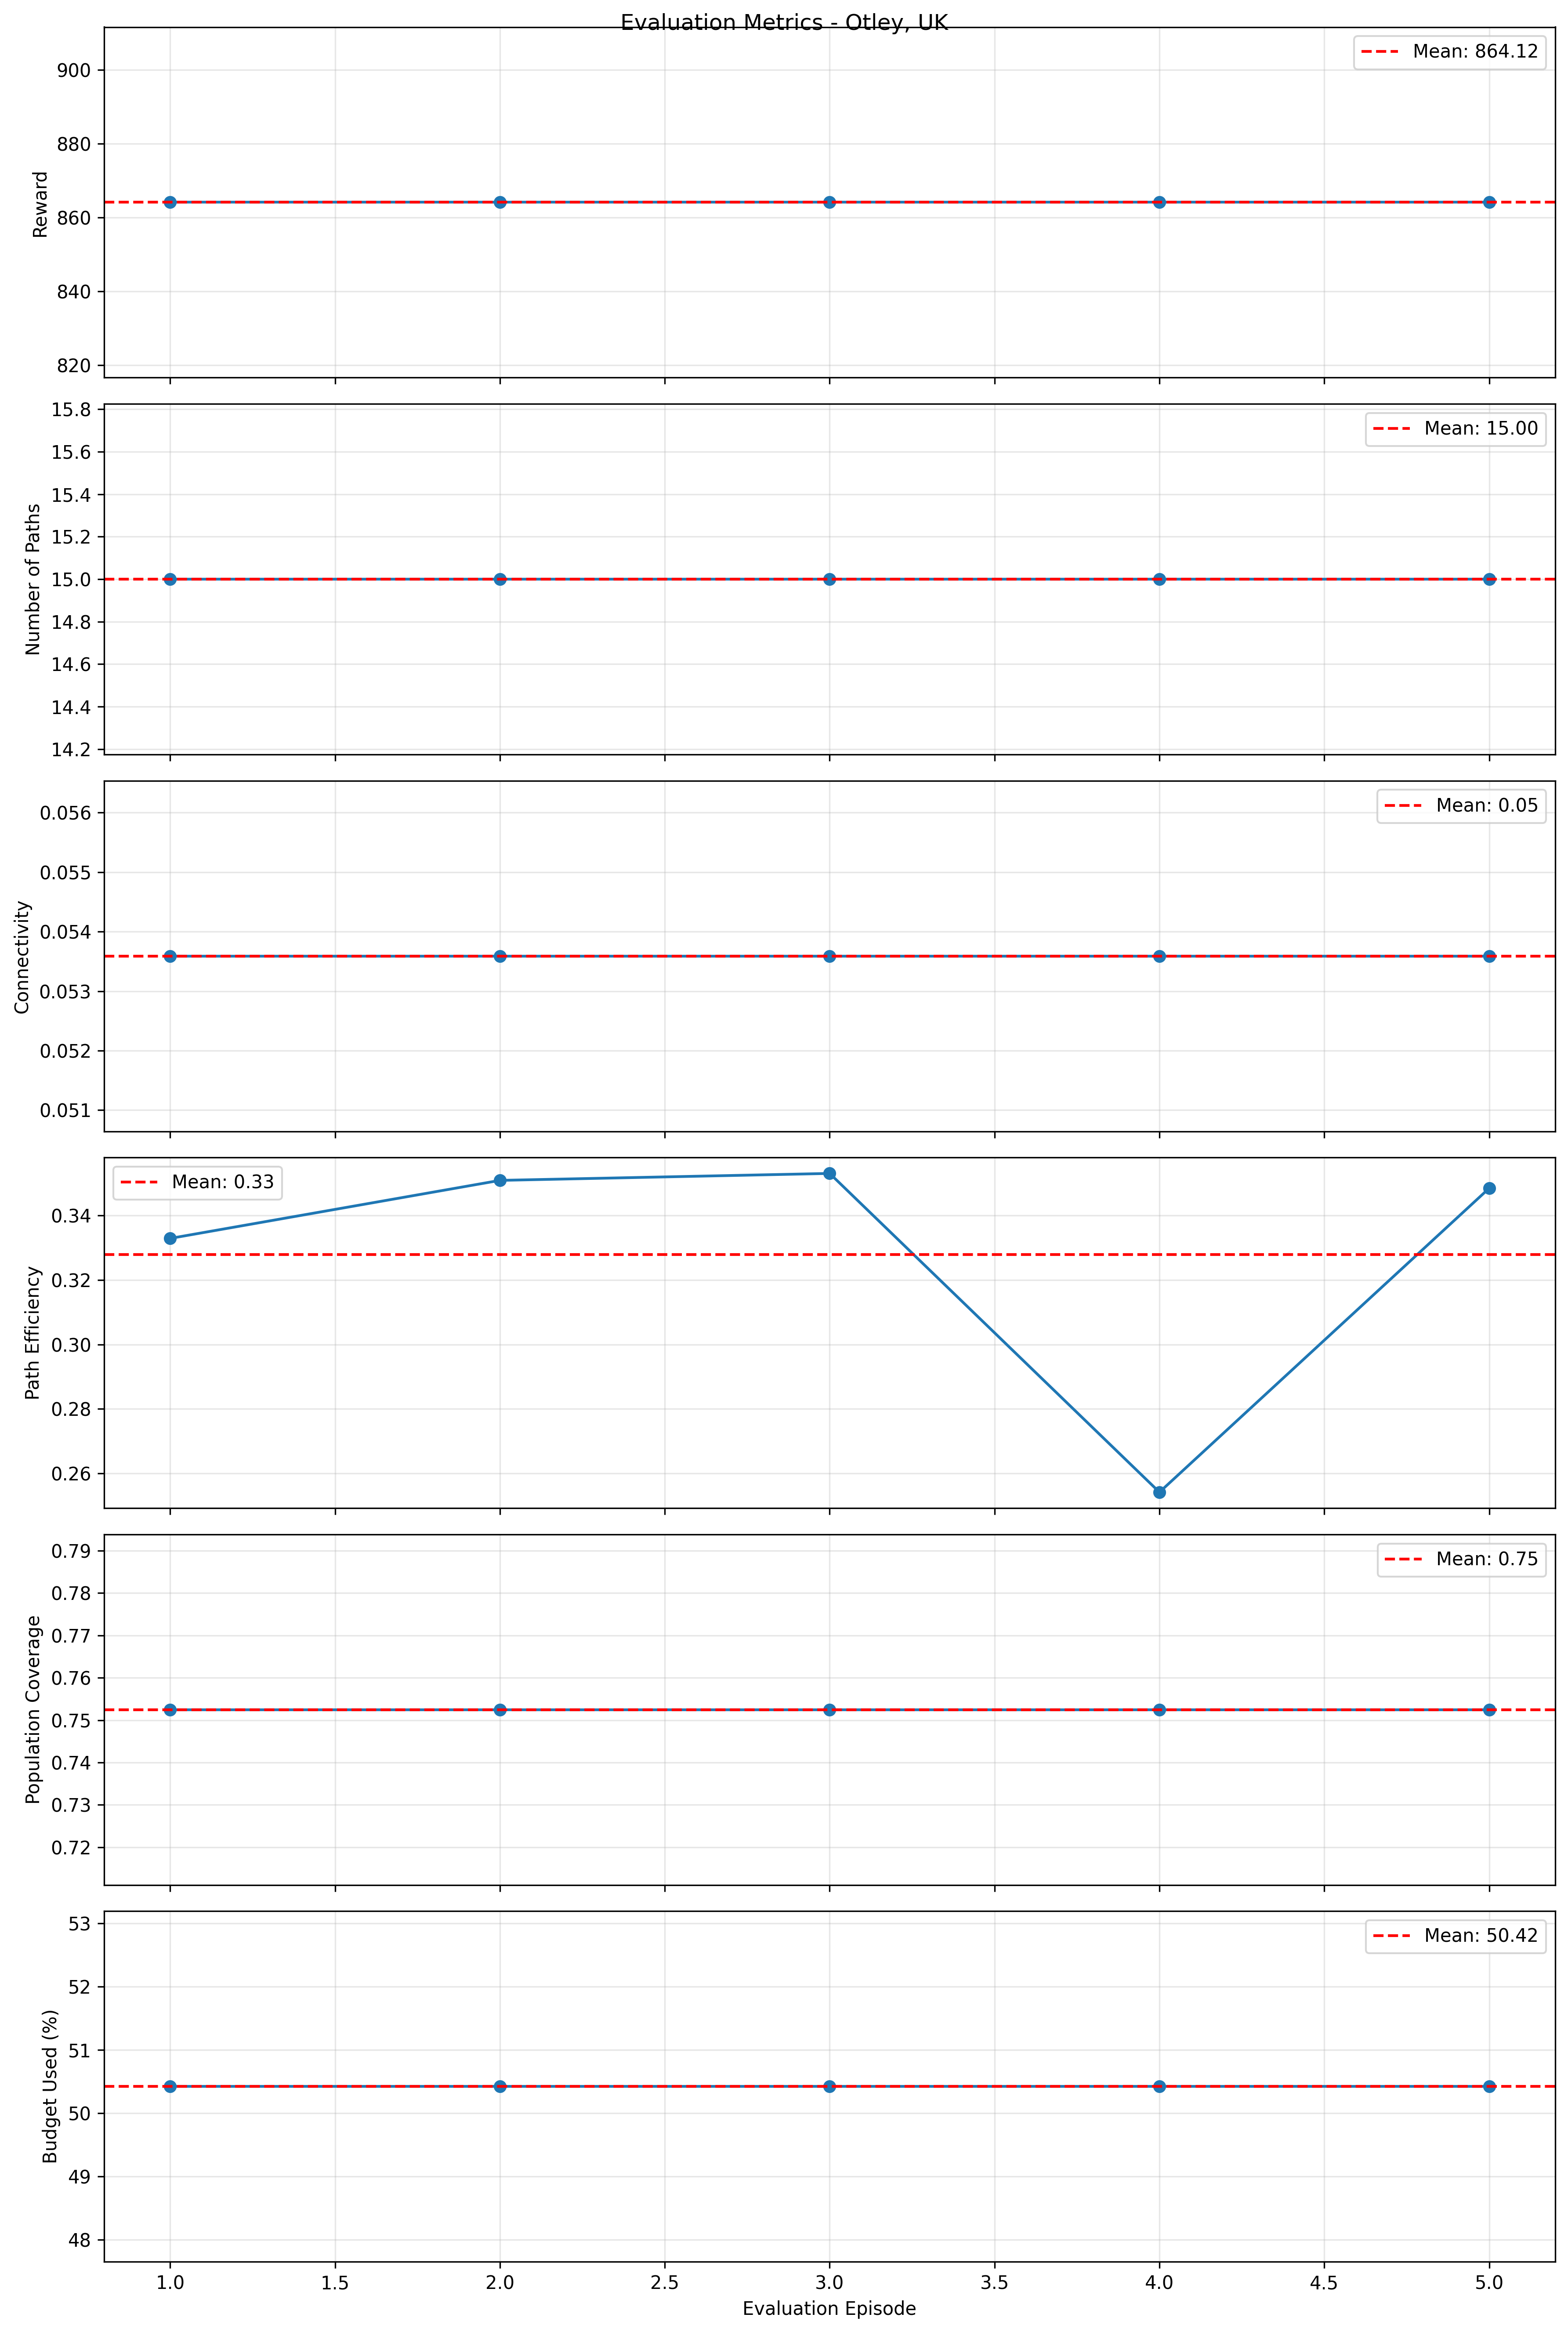 Evaluation Metrics - Otley, UK
Mean: 864.12
900
880
860
840
820
Reward
Mean: 15.00
15.8
15.6
15.4
15.2
15.0
14.8
14.6
14.4
14.2
Number of Paths
Mean: 0.05
0.056
0.055
0.054
0.053
0.052
0.051
Connectivity
Mean: 0.33
0.34
0.32
0.30
0.28
0.26
Path Efficiency
Mean: 0.75
0.79
0.78
0.77
0.76
0.75
0.74
0.73
0.72
Population Coverage
Mean: 50.42
53
52
51
50
49
48
Budget Used (%)
1.0 1.5 2.0 2.5 3.0 3.5 4.0 4.5 5.0
Evaluation Episode